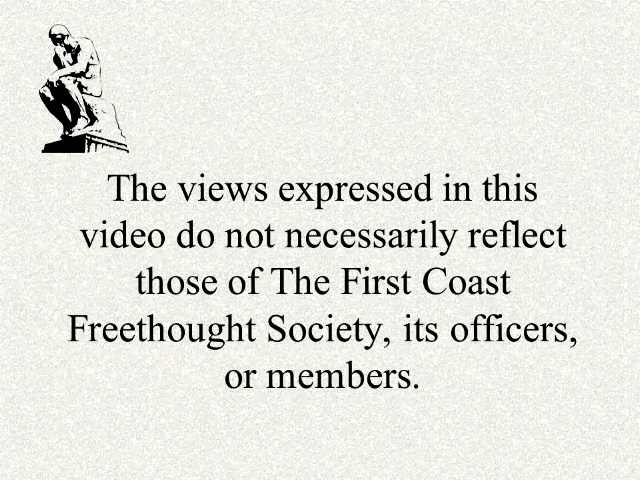 The views expressed in this
video do not necessarily reflect
those of The First Coast
Freethought Society, its officers,
or members.